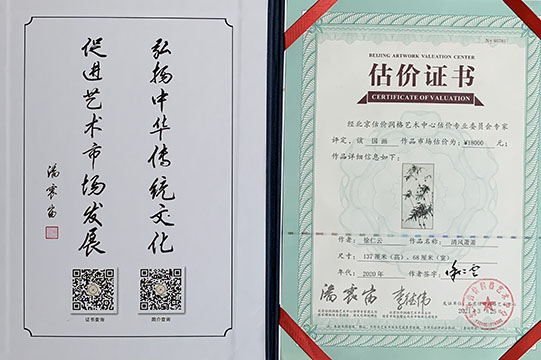 弘扬中华传统文化
促进艺术市场发展
证书查询
简介查询
BEIJING ARTWORK VALUATION CENTER
估价证书
CERTIFICATE OF VALUATION
经北京估价网格艺术中心估价专业委员会专家
评定,该 国画 作品市场估价为:¥18000 元;
作品详细信息如下:
作者: 徐仁云 作品名称: 清风萧萧
尺寸: 137厘米(高),68厘米(宽)
年代: 2020年 作者签字: